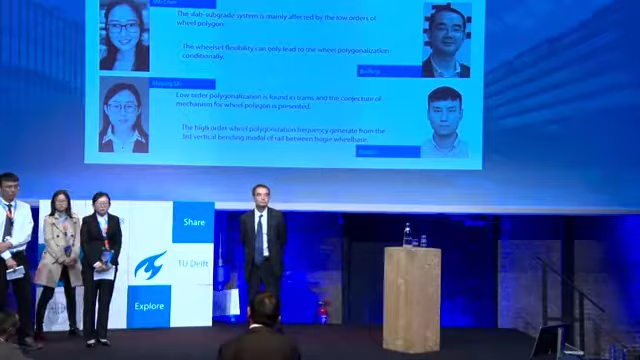 The slab-subgrade system is mainly affected by the low orders of
wheel polygon.
The wheelset flexibility can only lead to the wheel polygonalization
conditionally.
Low order polygonalization is found in trams and the conjecture of
mechanism for wheel polygon is presented.
The high order wheel polygonization frequency generate from the
1st vertical bending modal of rail between bogie wheelbase.
Share
TU Delft
Explore